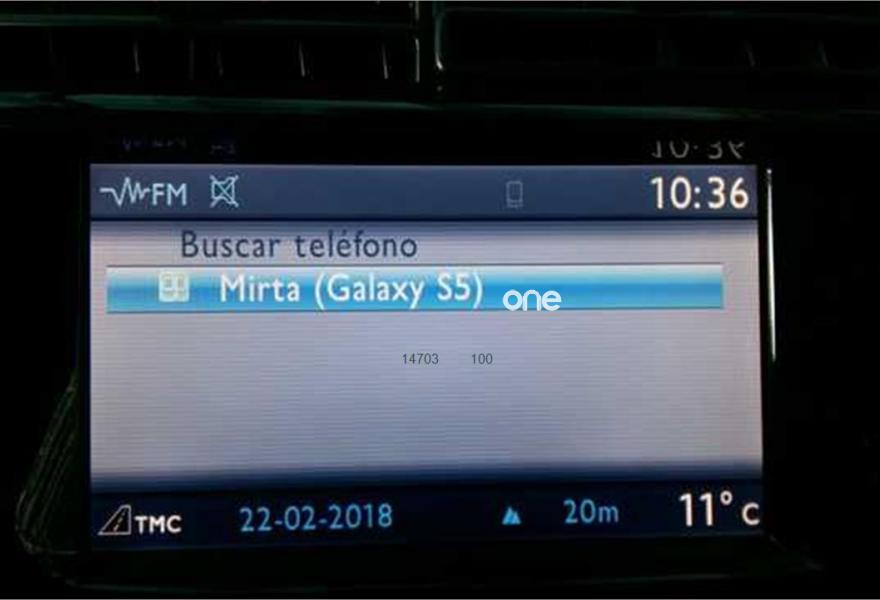 FM 10:36
Buscar teléfono
Mirta (Galaxy S5)
one
14703 100
TMC 22-02-2018 20m 11°c